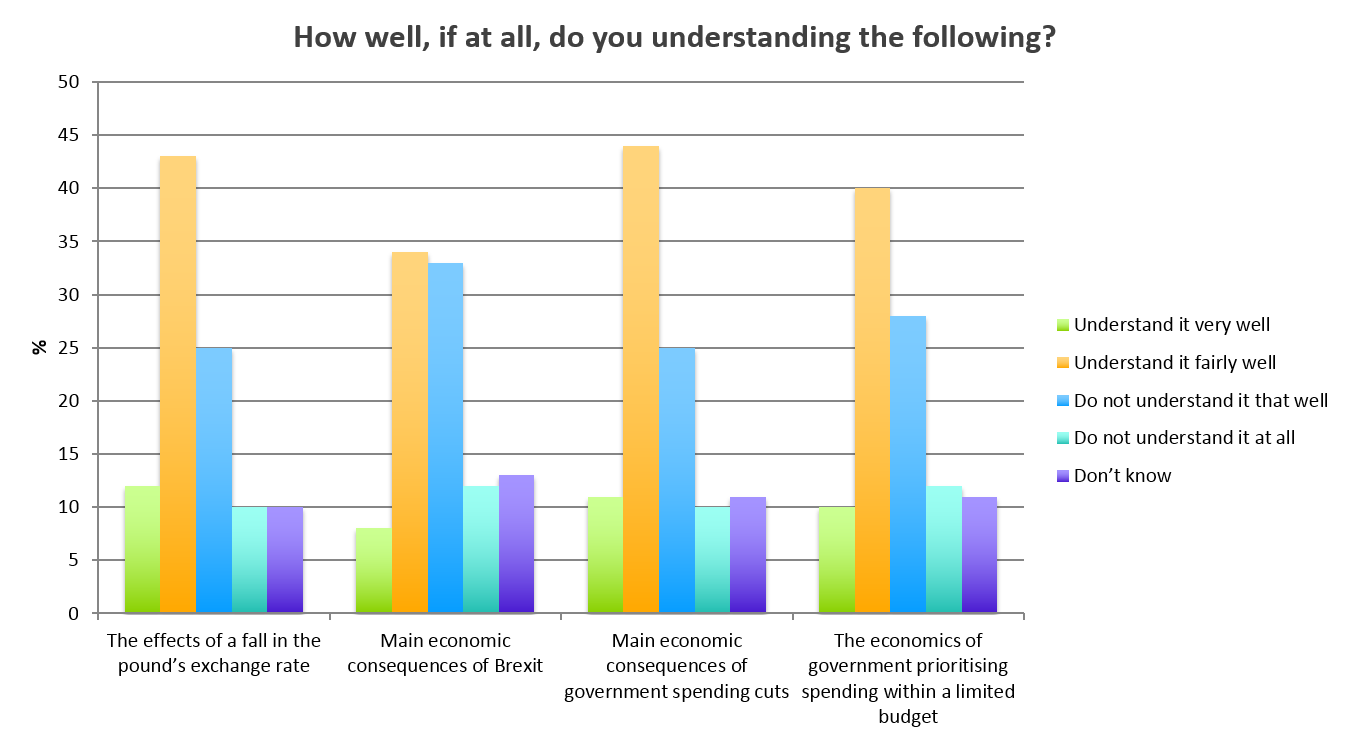 How well, if at all, do you understanding the following?
50
45
40
35
30
25
20
15
10
5
0
%
The effects of a fall in the
pound’s exchange rate
Main economic
consequences of Brexit
Main economic
consequences of
government spending cuts
The economics of
government prioritising
spending within a limited
budget
Understand it very well
Understand it fairly well
Do not understand it that well
Do not understand it at all
Don’t know